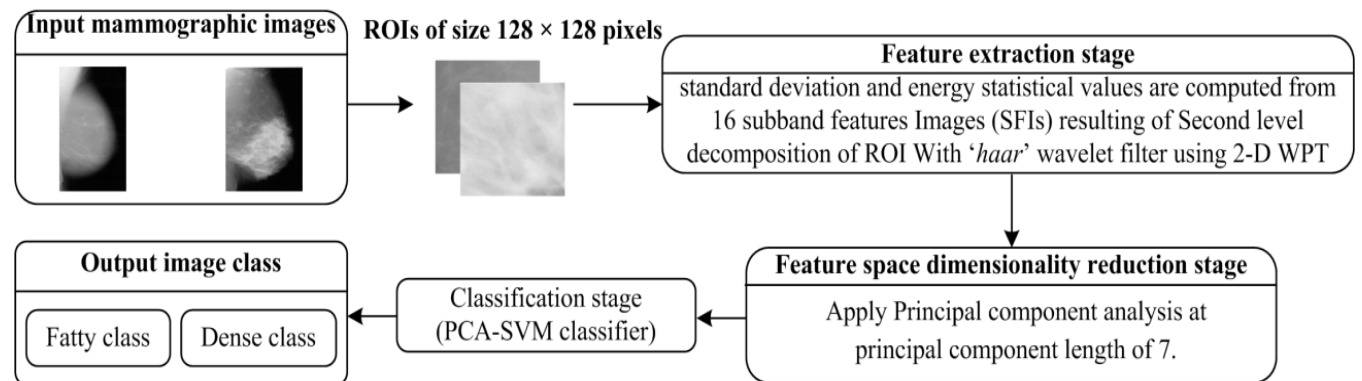 Input mammographic images
ROIs of size 128 × 128 pixels
Feature extraction stage
standard deviation and energy statistical values are computed from
16 subband features Images (SFIs) resulting of Second level
decomposition of ROI With ‘haar’ wavelet filter using 2-D WPT
Feature space dimensionality reduction stage
Apply Principal component analysis at
principal component length of 7.
Classification stage
(PCA-SVM classifier)
Output image class
Fatty class
Dense class